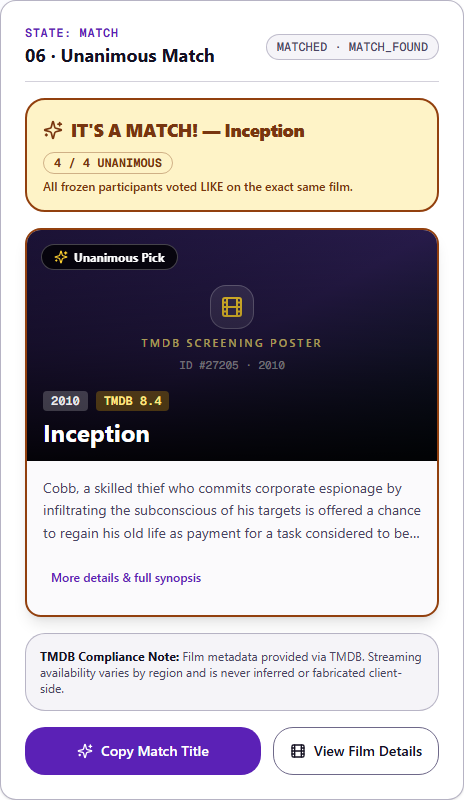 STATE: MATCH
06 · Unanimous Match
MATCHED · MATCH_FOUND
IT'S A MATCH! — Inception
4 / 4 UNANIMOUS
All frozen participants voted LIKE on the exact same film.
Unanimous Pick
TMDB SCREENING POSTER
ID #27205 · 2010
2010
TMDB 8.4
Inception
Cobb, a skilled thief who commits corporate espionage by
infiltrating the subconscious of his targets is offered a chance
to regain his old life as payment for a task considered to be...
More details & full synopsis
TMDB Compliance Note: Film metadata provided via TMDB. Streaming
availability varies by region and is never inferred or fabricated client-
side.
Copy Match Title
View Film Details